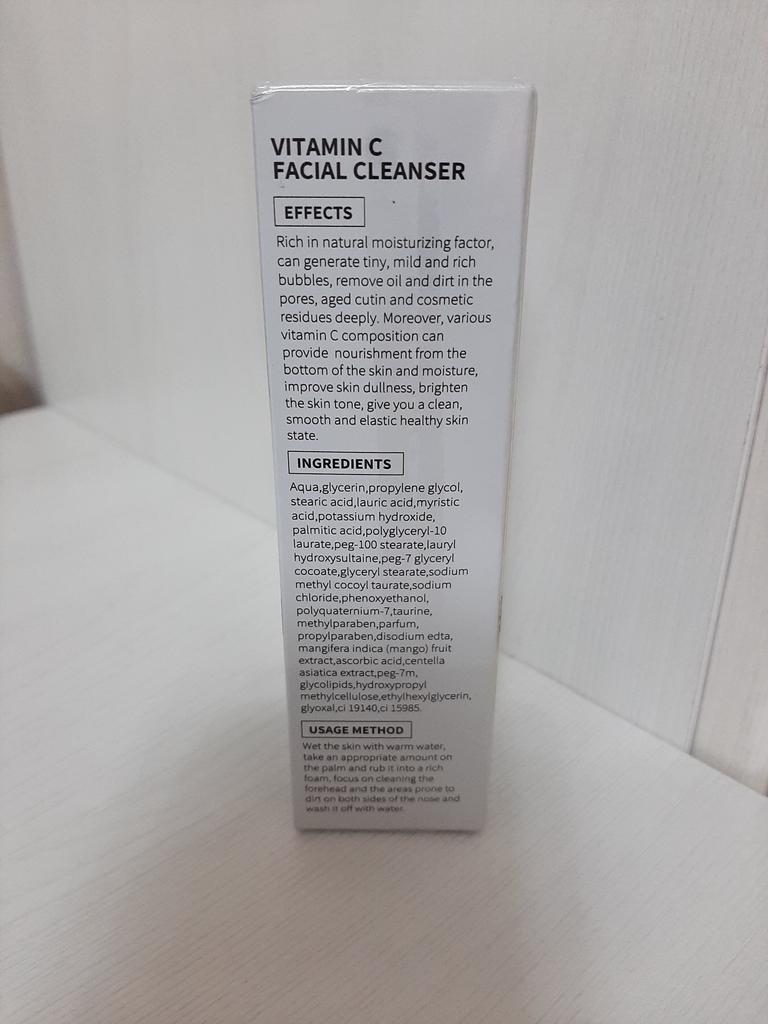 VITAMIN C
FACIAL CLEANSER
EFFECTS
Rich in natural moisturizing factor,
can generate tiny, mild and rich
bubbles, remove oil and dirt in the
pores, aged cutin and cosmetic
residues deeply. Moreover, various
vitamin C composition can
provide nourishment from the
bottom of the skin and moisture,
improve skin dullness, brighten
the skin tone, give you a clean,
smooth and elastic healthy skin
state.
INGREDIENTS
Aqua,glycerin,propylene glycol,
stearic acid,lauric acid,myristic
acid,potassium hydroxide,
palmitic acid,polyglyceryl-10
laurate,peg-100 stearate,lauryl
hydroxysultaine,peg-7 glyceryl
cocoate,glyceryl stearate,sodium
methyl cocoyl taurate,sodium
chloride,phenoxyethanol,
polyquaternium-7,taurine,
methylparaben,parfum,
propylparaben,disodium edta,
mangifera indica (mango) fruit
extract,ascorbic acid,centella
asiatica extract,peg-7m,
glycolipids,hydroxypropyl
methylcellulose,ethylhexylglycerin,
glyoxal,ci 19140,ci 15985.
USAGE METHOD
Wet the skin with warm water,
take an appropriate amount on
the palm and rub it into a rich
foam, focus on cleaning the
forehead and the areas prone to
dirt on both sides of the nose and
wash it off with water.